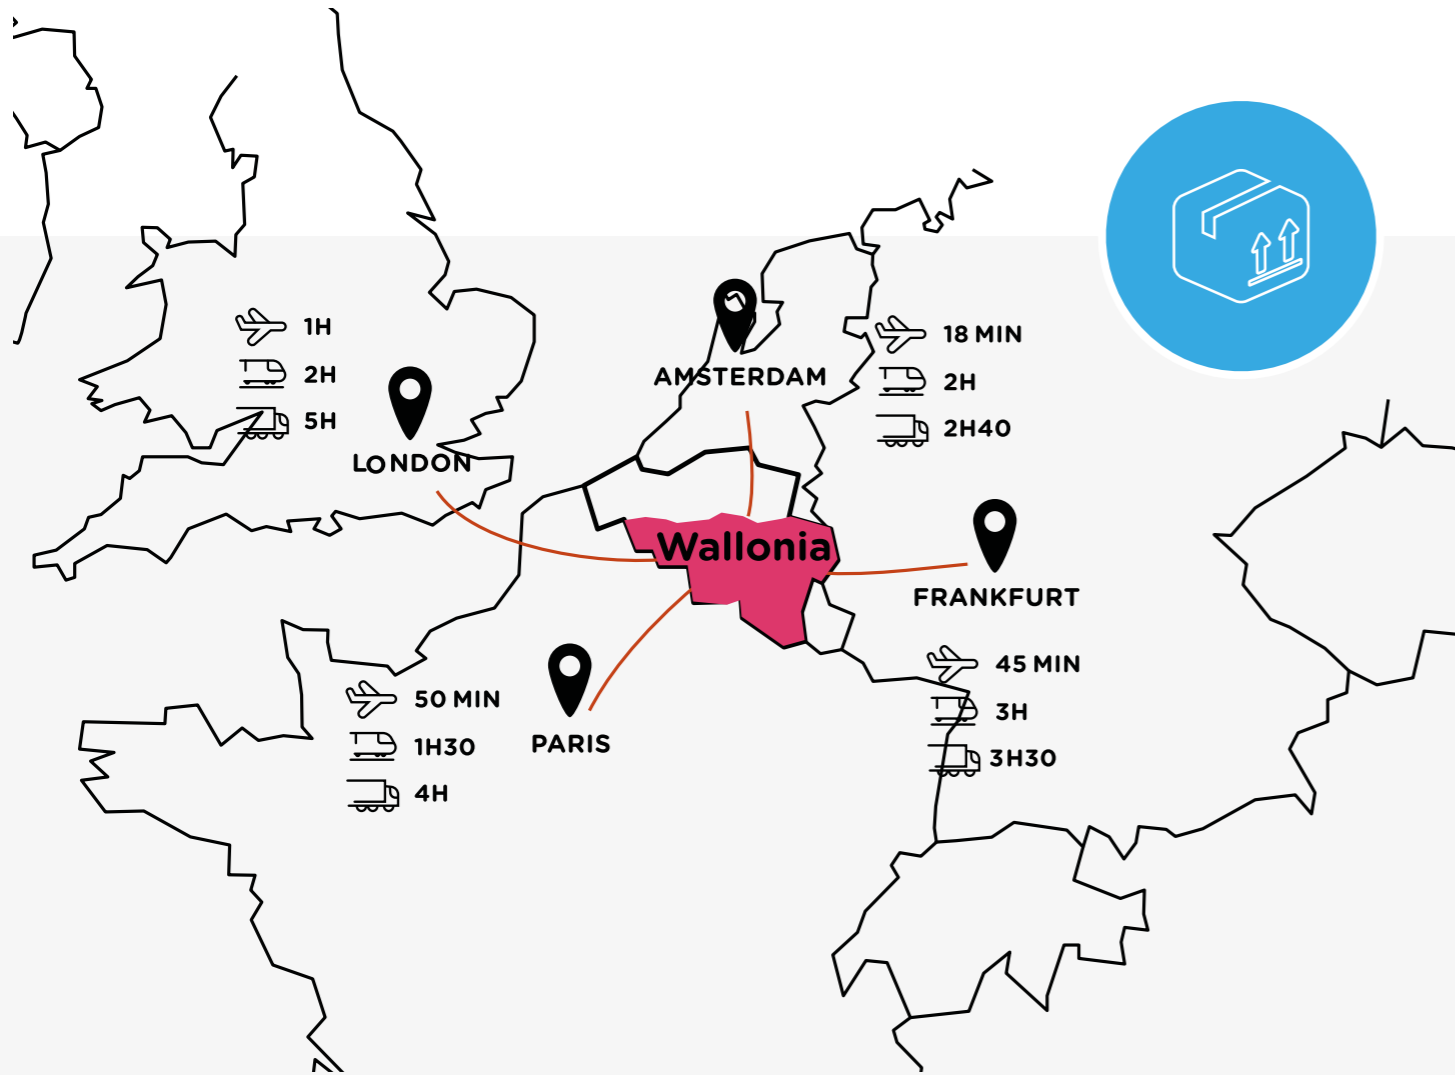 1H
2H
5H
LONDON
AMSTERDAM
18 MIN
2H
2H40
Wallonia
FRANKFURT
45 MIN
3H
3H30
50 MIN
1H30
4H
PARIS